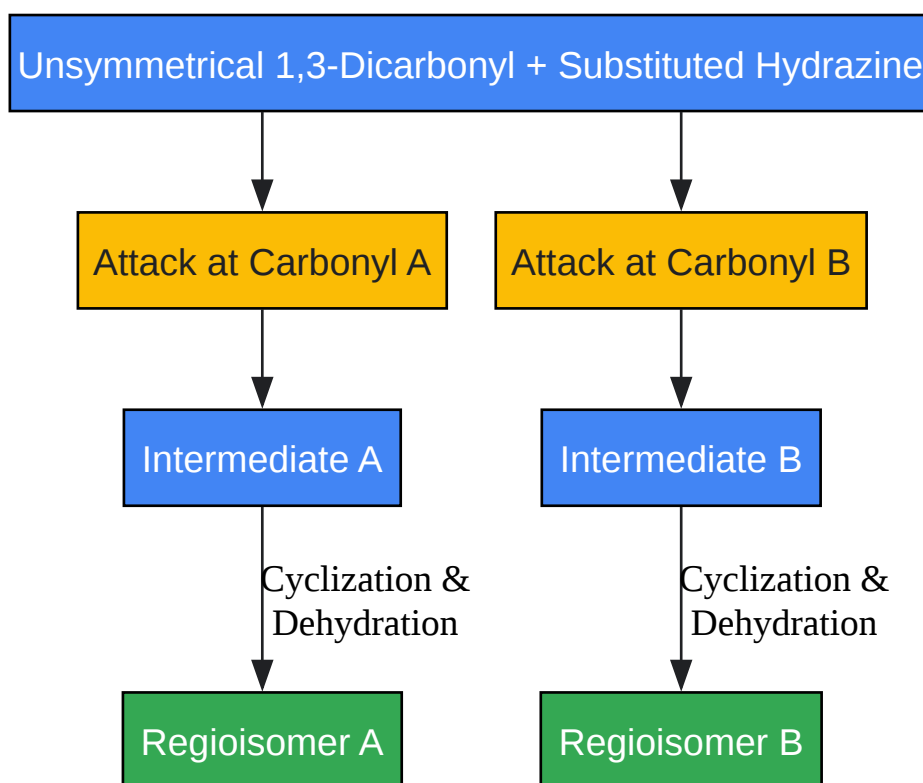 Unsymmetrical 1,3-Dicarbonyl + Substituted Hydrazine
Attack at Carbonyl A
Attack at Carbonyl B
Intermediate A
Intermediate B
Cyclization &
Dehydration
Cyclization &
Dehydration
Regioisomer A
Regioisomer B